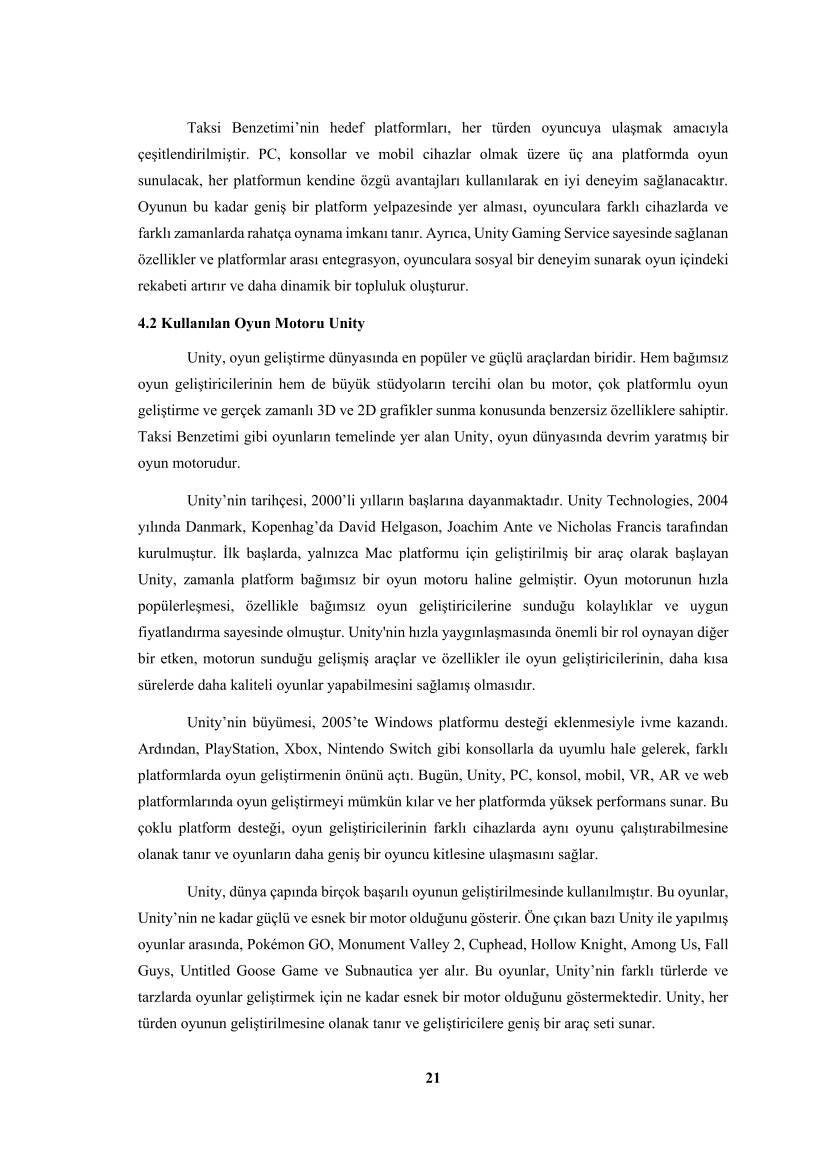 Taksi Benzetimi’nin hedef platformları, her türden oyuncuya ulaşmak amacıyla
çeşitlendirilmiştir. PC, konsollar ve mobil cihazlar olmak üzere üç ana platformda oyun
sunulacak, her platformun kendine özgü avantajları kullanılarak en iyi deneyim sağlanacaktır.
Oyunun bu kadar geniş bir platform yelpazesinde yer alması, oyunculara farklı cihazlarda ve
farklı zamanlarda rahatça oynama imkanı tanır. Ayrıca, Unity Gaming Service sayesinde sağlanan
özellikler ve platformlar arası entegrasyon, oyunculara sosyal bir deneyim sunarak oyun içindeki
rekabeti artırır ve daha dinamik bir topluluk oluşturur.
4.2 Kullanılan Oyun Motoru Unity
Unity, oyun geliştirme dünyasında en popüler ve güçlü araçlardan biridir. Hem bağımsız
oyun geliştiricilerinin hem de büyük stüdyoların tercihi olan bu motor, çok platformlu oyun
geliştirme ve gerçek zamanlı 3D ve 2D grafikler sunma konusunda benzersiz özelliklere sahiptir.
Taksi Benzetimi gibi oyunların temelinde yer alan Unity, oyun dünyasında devrim yaratmış bir
oyun motorudur.
Unity’nin tarihçesi, 2000’li yılların başlarına dayanmaktadır. Unity Technologies, 2004
yılında Danmark, Kopenhag’da David Helgason, Joachim Ante ve Nicholas Francis tarafından
kurulmuştur. İlk başlarda, yalnızca Mac platformu için geliştirilmiş bir araç olarak başlayan
Unity, zamanla platform bağımsız bir oyun motoru haline gelmiştir. Oyun motorunun hızla
popülerleşmesi, özellikle bağımsız oyun geliştiricilerine sunduğu kolaylıklar ve uygun
fiyatlandırma sayesinde olmuştur. Unity'nin hızla yaygınlaşmasında önemli bir rol oynayan diğer
bir etken, motorun sunduğu gelişmiş araçlar ve özellikler ile oyun geliştiricilerinin, daha kısa
sürelerde daha kaliteli oyunlar yapabilmesini sağlamış olmasıdır.
Unity’nin büyümesi, 2005’te Windows platformu desteği eklenmesiyle ivme kazandı.
Ardından, PlayStation, Xbox, Nintendo Switch gibi konsollarla da uyumlu hale gelerek, farklı
platformlarda oyun geliştirmenin önünü açtı. Bugün, Unity, PC, konsol, mobil, VR, AR ve web
platformlarında oyun geliştirmeyi mümkün kılar ve her platformda yüksek performans sunar. Bu
çoklu platform desteği, oyun geliştiricilerinin farklı cihazlarda aynı oyunu çalıştırabilmesine
olanak tanır ve oyunların daha geniş bir oyuncu kitlesine ulaşmasını sağlar.
Unity, dünya çapında birçok başarılı oyunun geliştirilmesinde kullanılmıştır. Bu oyunlar,
Unity’nin ne kadar güçlü ve esnek bir motor olduğunu gösterir. Öne çıkan bazı Unity ile yapılmış
oyunlar arasında, Pokémon GO, Monument Valley 2, Cuphead, Hollow Knight, Among Us, Fall
Guys, Untitled Goose Game ve Subnautica yer alır. Bu oyunlar, Unity’nin farklı türlerde ve
tarzlarda oyunlar geliştirmek için ne kadar esnek bir motor olduğunu göstermektedir. Unity, her
türden oyunun geliştirilmesine olanak tanır ve geliştiricilere geniş bir araç seti sunar.
21